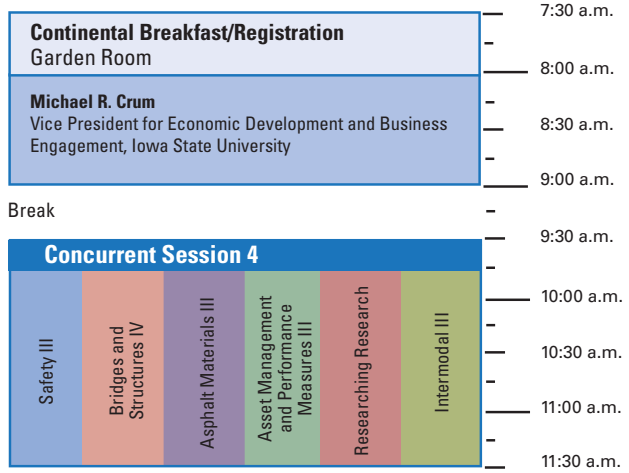 Continental Breakfast/Registration
Garden Room
Michael R. Crum
Vice President for Economic Development and Business
Engagement, Iowa State University
Break
Concurrent Session 4
Safety III
Bridges and
Structures IV
Asphalt Materials III
Asset Management
and Performance
Measures III
Researching Research
Intermodal III
7:30 a.m.
8:00 a.m.
8:30 a.m.
9:00 a.m.
9:30 a.m.
10:00 a.m.
10:30 a.m.
11:00 a.m.
11:30 a.m.